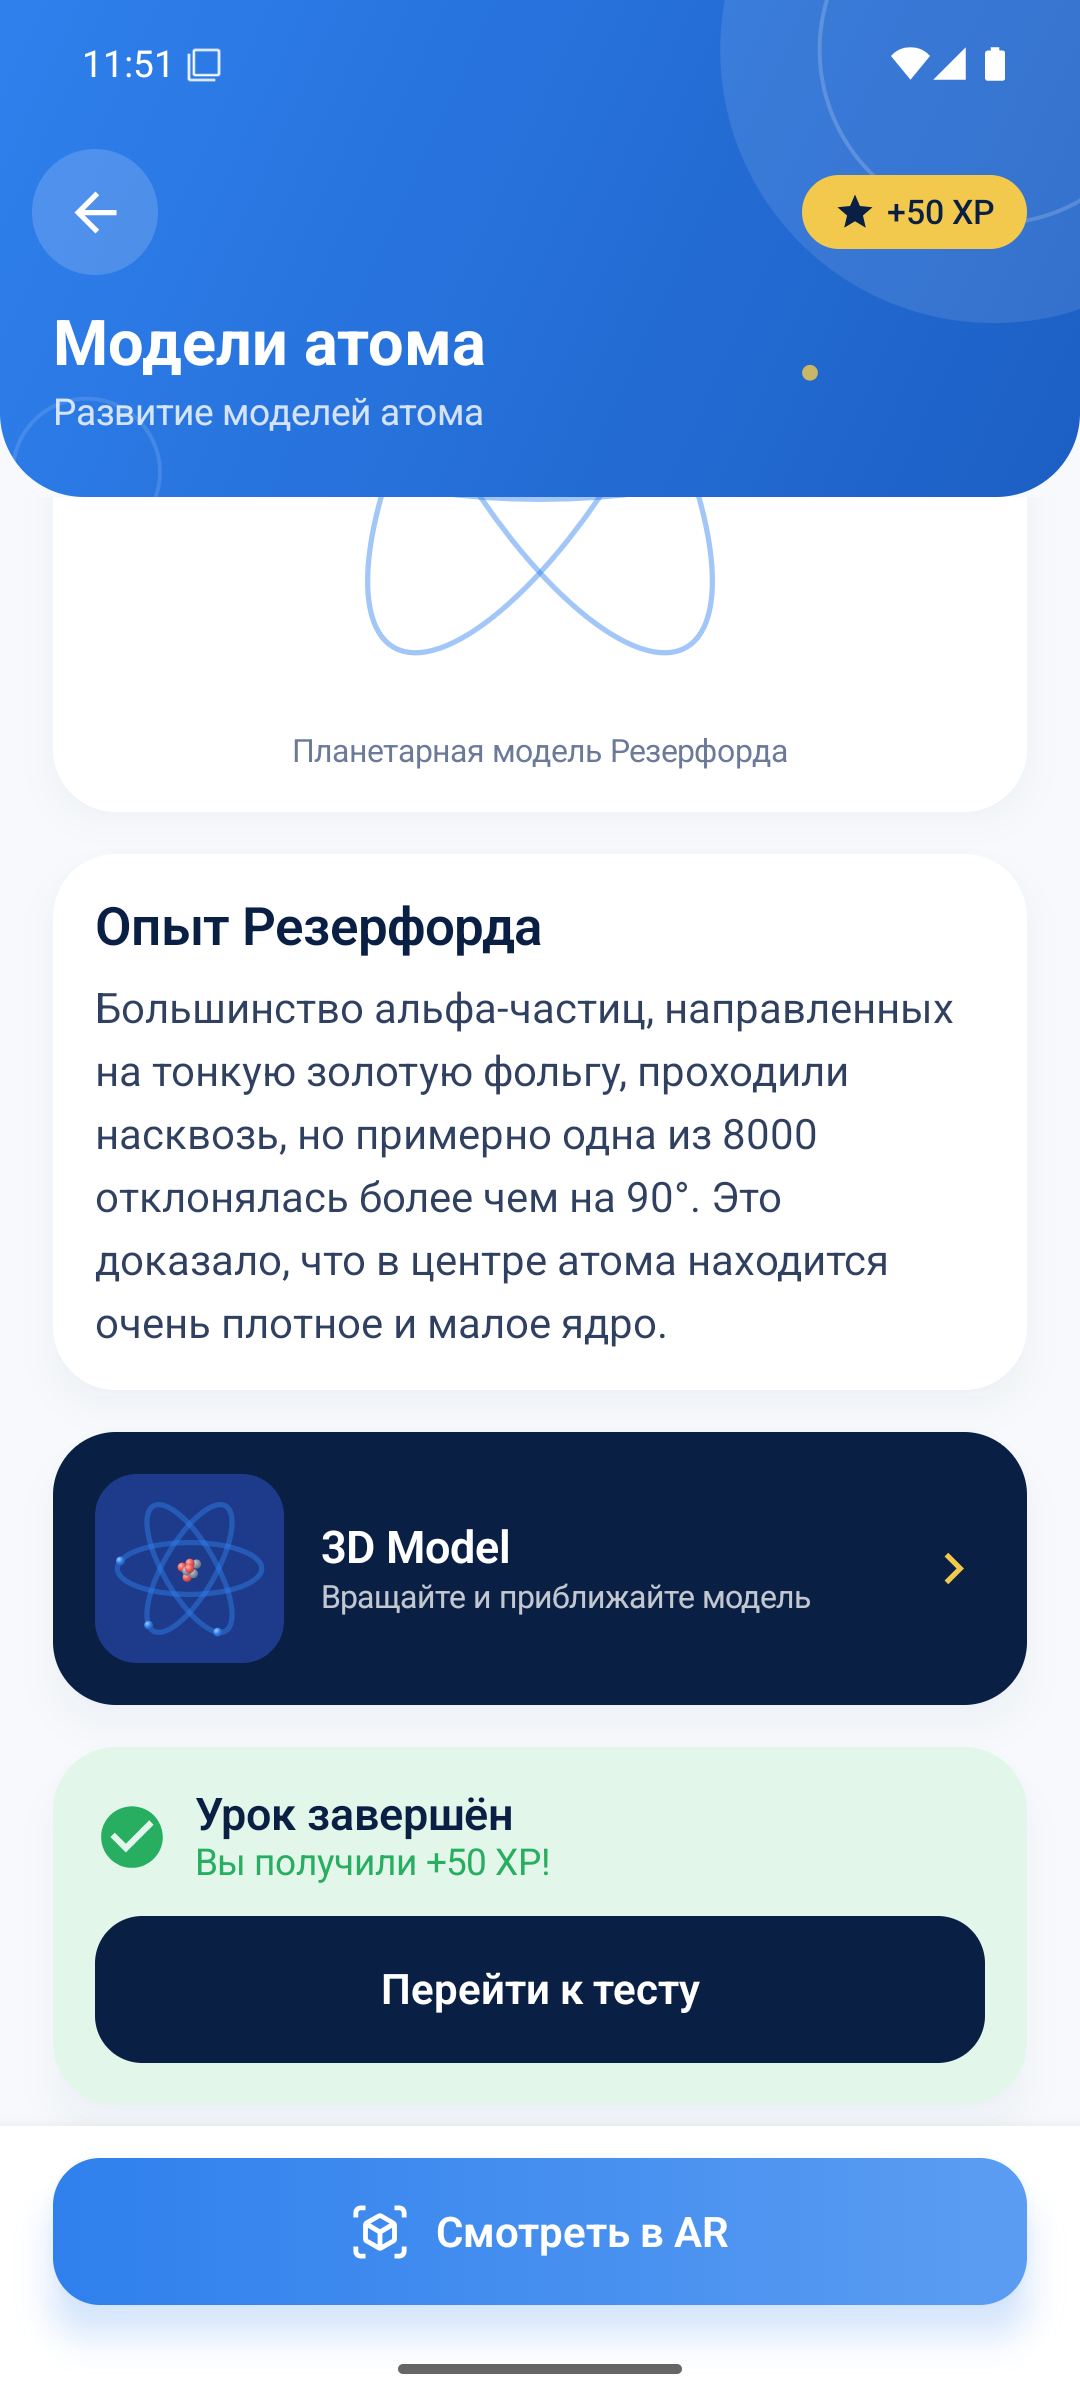 11:51
+50 XP
Модели атома
Развитие моделей атома
Планетарная модель Резерфорда
Опыт Резерфорда
Большинство альфа-частиц, направленных
на тонкую золотую фольгу, проходили
насквозь, но примерно одна из 8000
отклонялась более чем на 90°. Это
доказало, что в центре атома находится
очень плотное и малое ядро.
3D Model
Вращайте и приближайте модель
Урок завершён
Вы получили +50 XP!
Перейти к тесту
Смотреть в AR